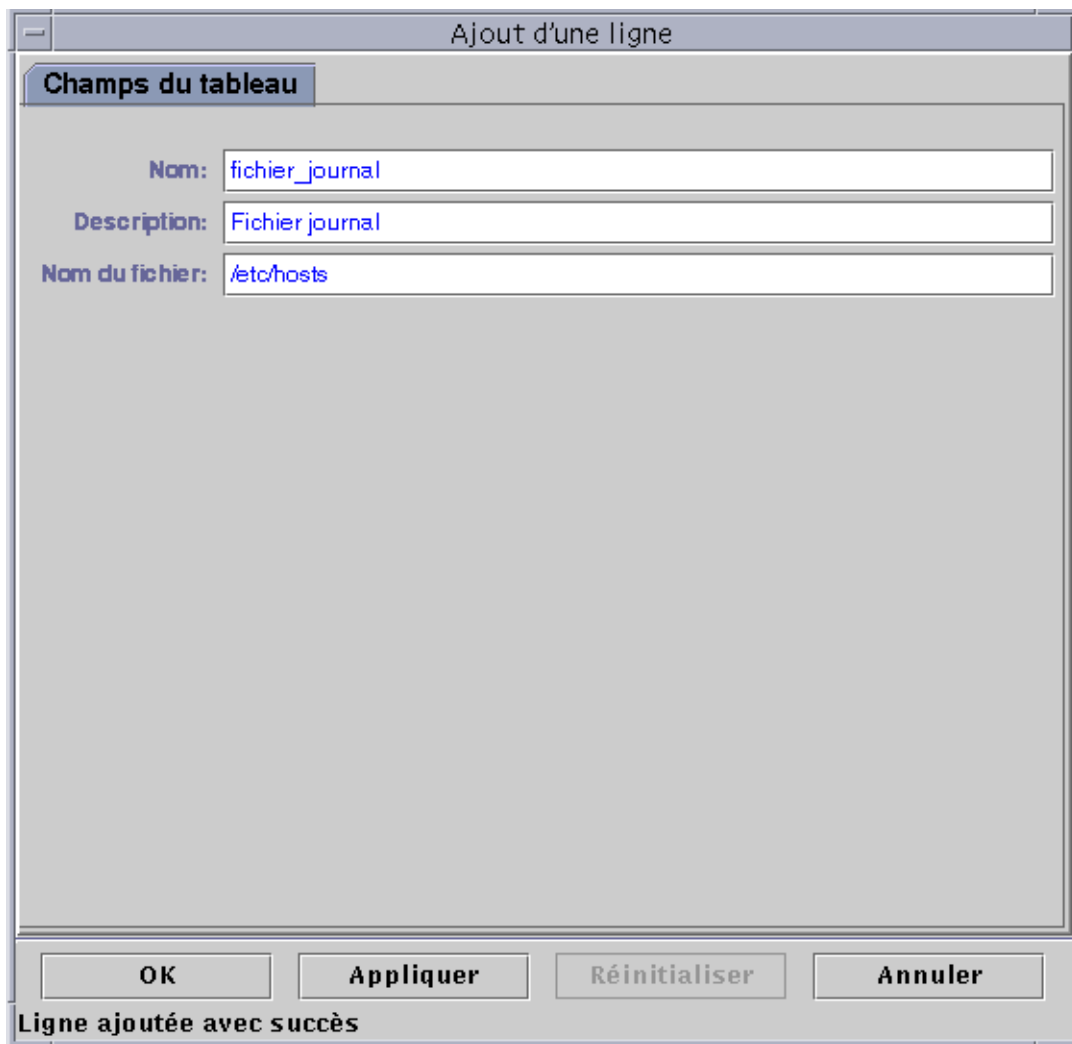 Ajout d'une ligne
Champs du tableau
Nom: fichier_journal
Description: Fichier journal
Nom du fichier: /etc/hosts
OK Appliquer Réinitialiser Annuler
Ligne ajoutée avec succès